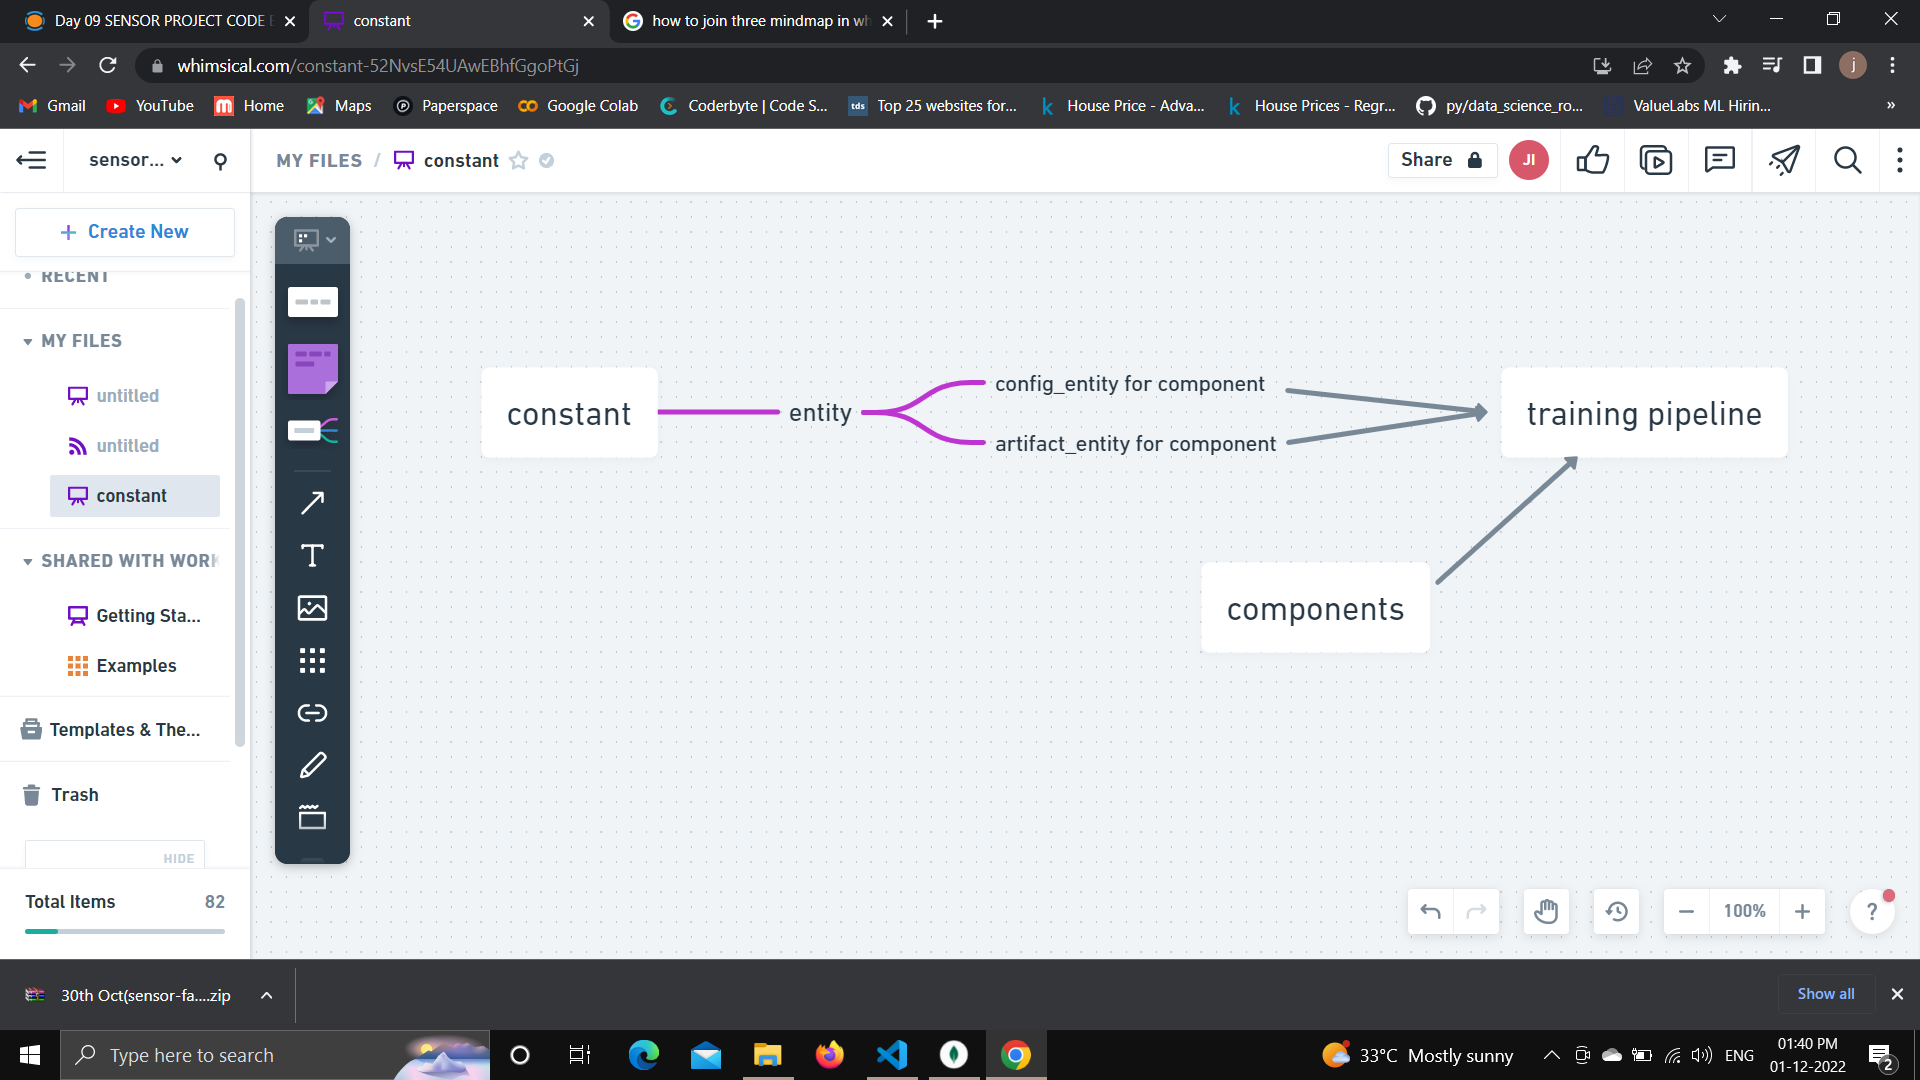 Day 09 SENSOR PROJECT CODE
constant
how to join three mindmap in wh
whimsical.com/constant-52NvsE54UAwEBhfGgoPtGj
j
Gmail
YouTube
Home
Maps
Paperspace
Google Colab
Coderbyte | Code S...
tds
Top 25 websites for...
House Price - Adva...
House Prices - Regr...
py/data_science_ro...
ValueLabs ML Hirin...
»
sensor...
MY FILES / constant
Share
JI
+ Create New
RECENT
MY FILES
untitled
untitled
constant
SHARED WITH WORK
Getting Sta...
Examples
Templates & The...
Trash
HIDE
Total Items 82
constant
entity
config_entity for component
artifact_entity for component
training pipeline
components
100%
?
30th Oct(sensor-fa....zip
Show all
Type here to search
33°C Mostly sunny
ENG
01:40 PM
01-12-2022
2